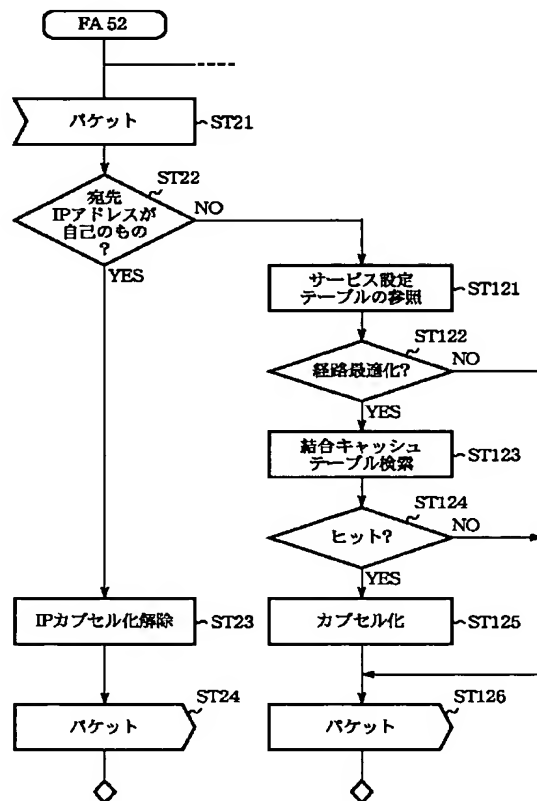 FA 52
パケット
ST21
ST22
宛先
IPアドレスが
自己のもの
?
NO
YES
サービス設定
テーブルの参照
ST121
ST122
経路最適化?
NO
YES
結合キャッシュ
テーブル検索
ST123
ST124
ヒット?
NO
YES
IPカプセル化解除
ST23
カプセル化
ST125
ST24
パケット
ST126
パケット